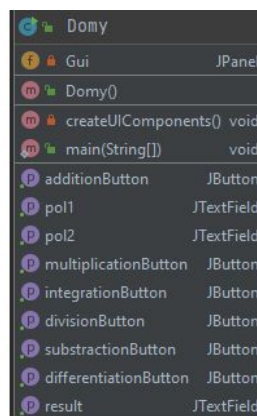 Domy
f Gui JPanel
m Domy()
m createUIComponents() void
m main(String[]) void
P additionButton JButton
P pol1 JTextField
P pol2 JTextField
P multiplicationButton JButton
P integrationButton JButton
P divisionButton JButton
P substractionButton JButton
P differentiationButton JButton
P result JTextField